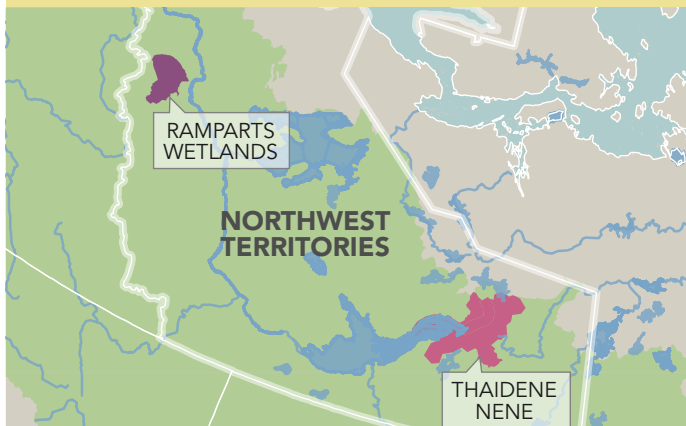 RAMPARTS
WETLANDS
NORTHWEST
TERRITORIES
THAIDENE
NENE